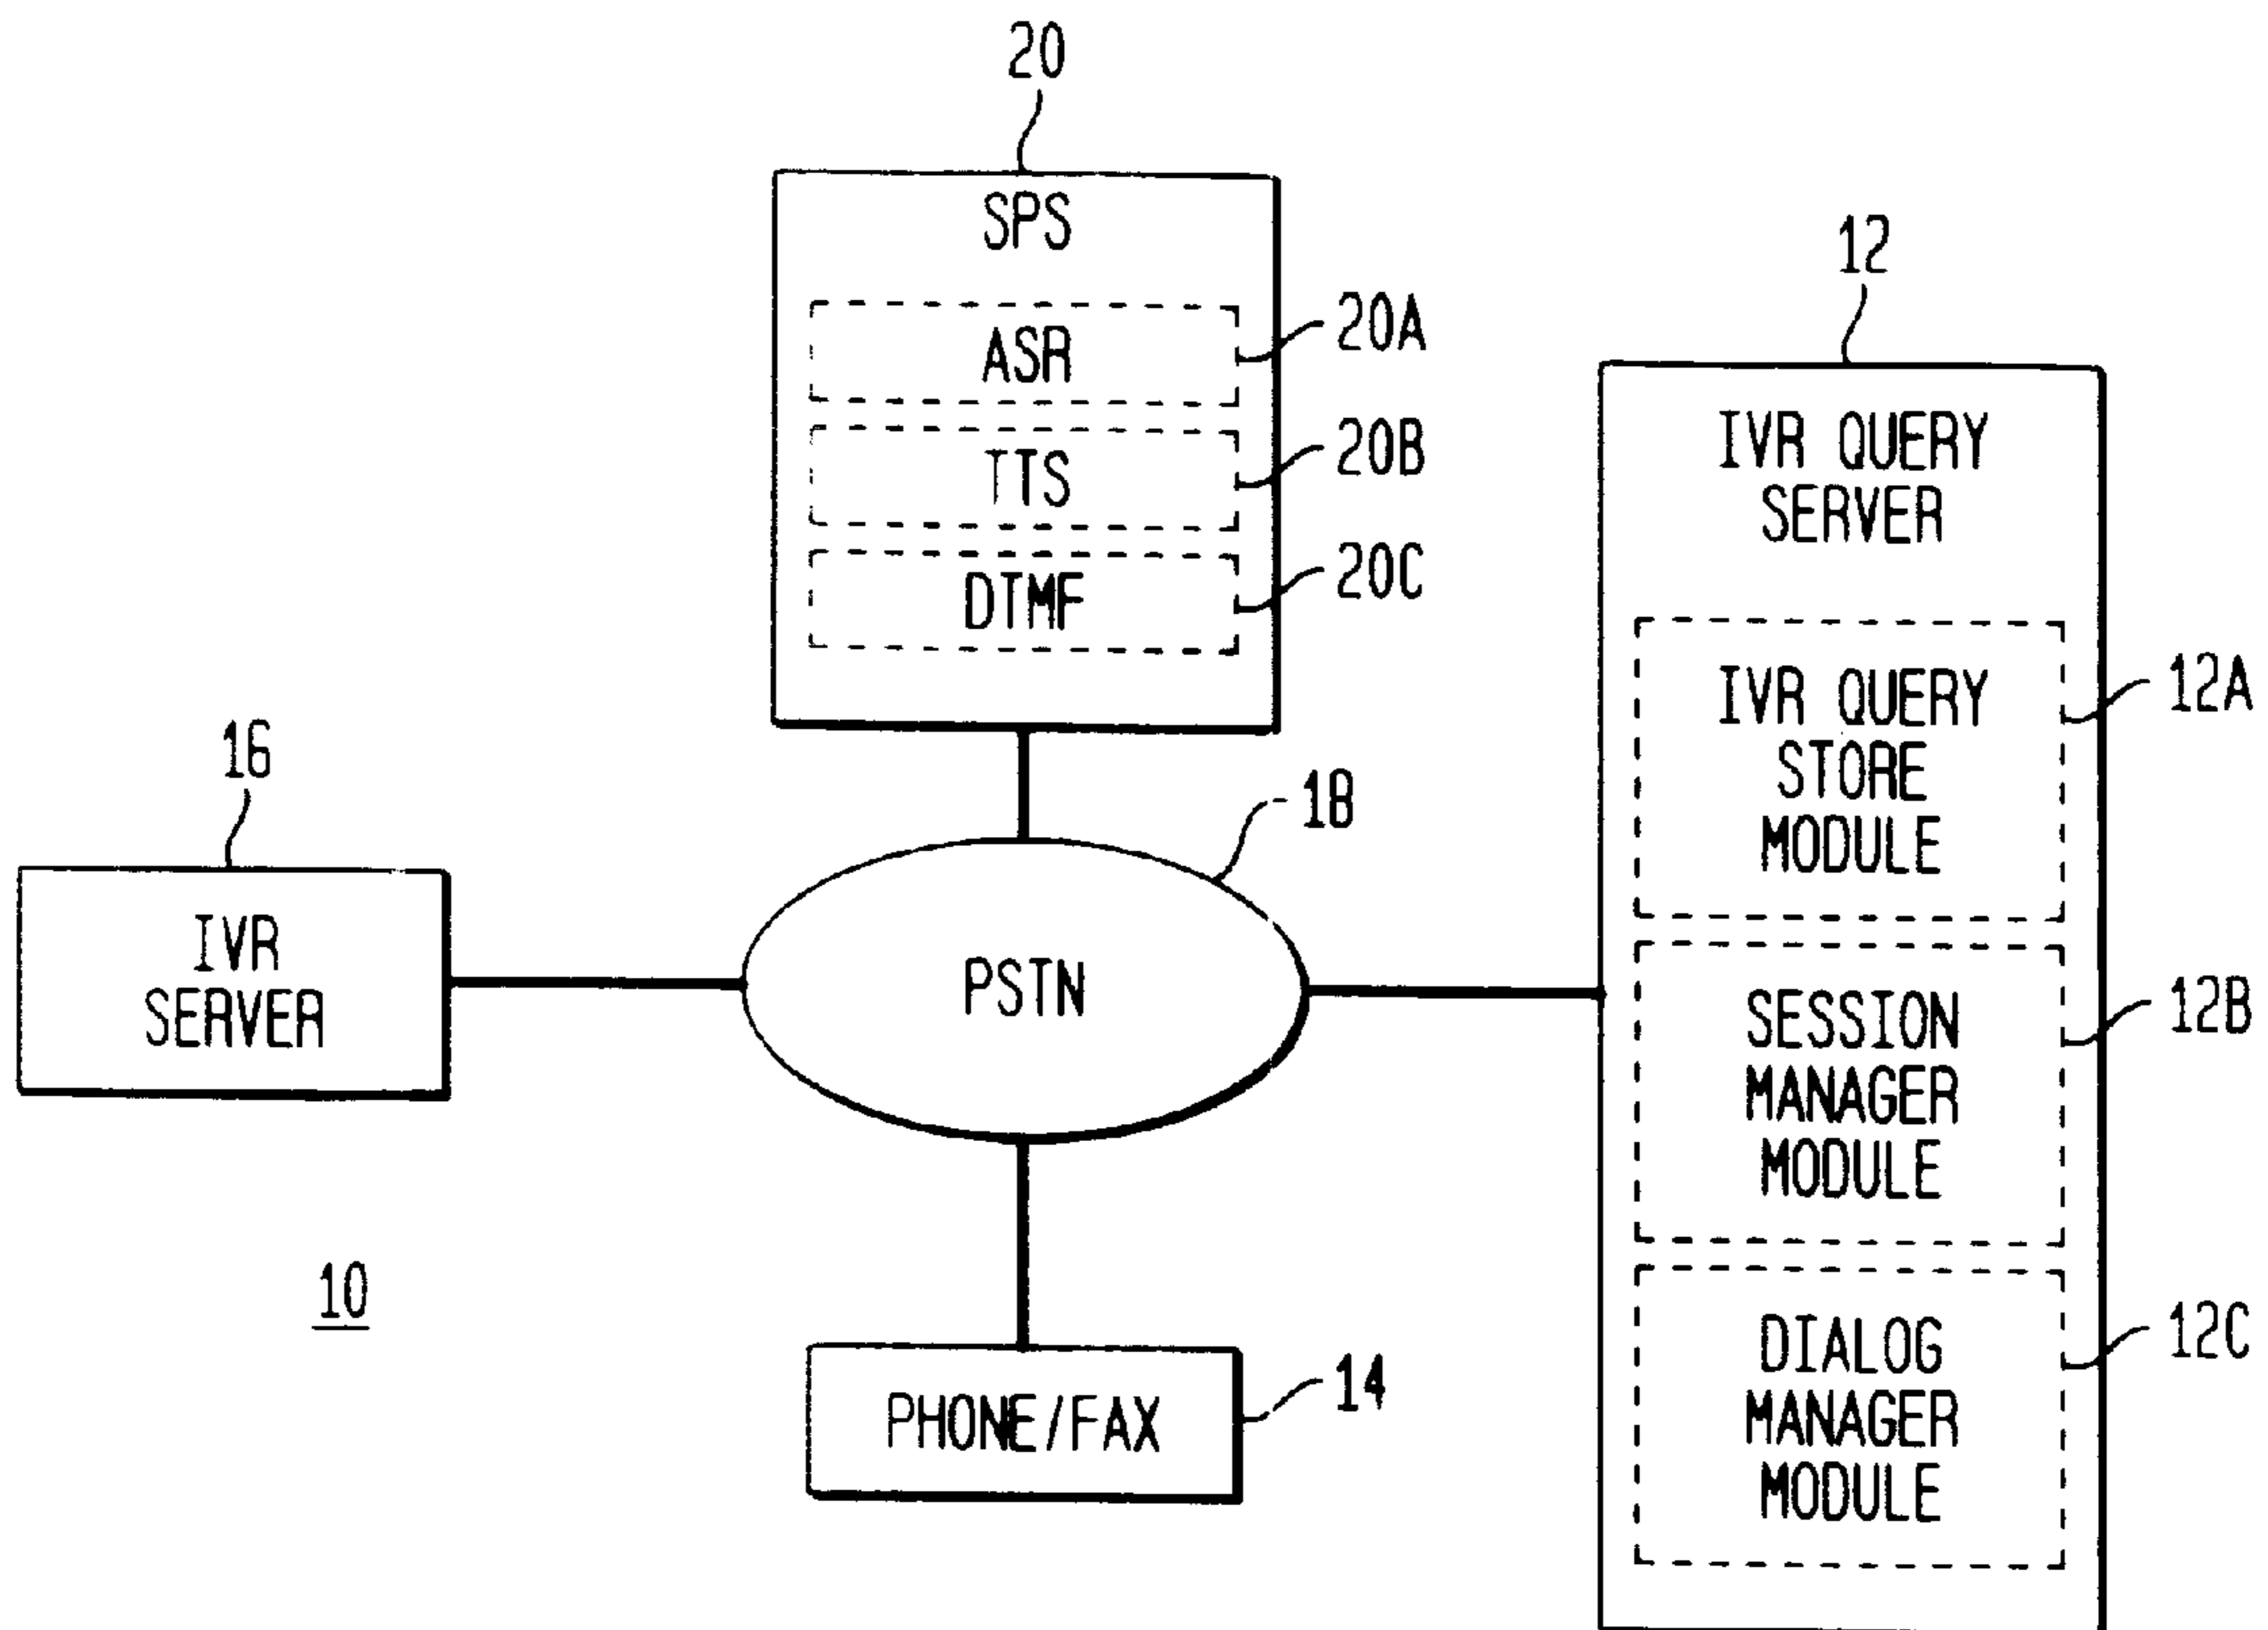 20
SPS
ASR
20A
TTS
20B
DTMF
20C
12
IVR QUERY
SERVER
IVR QUERY
STORE
MODULE
12A
SESSION
MANAGER
MODULE
12B
DIALOG
MANAGER
MODULE
12C
16
IVR
SERVER
18
PSTN
10
PHONE/FAX
14